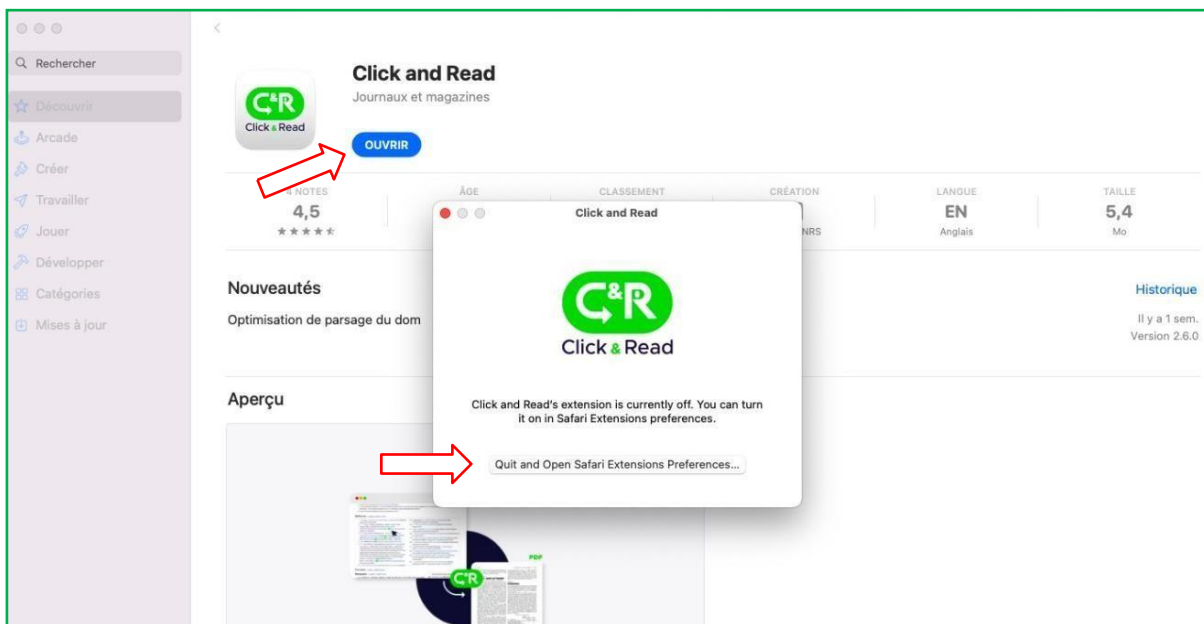 Rechercher
Découvrir
Arcade
Créer
Travailler
Jouer
Développer
Catégories
Mises à jour
C&R
Click & Read
Click and Read
Journaux et magazines
OUVRIR
4 NOTES
4,5
ÂGE
CLASSEMENT
CRÉATION
NRS
LANGUE
EN
Anglais
TAILLE
5,4
Mo
Nouveautés
Historique
Optimisation de parsage du dom
Il y a 1 sem.
Version 2.6.0
Aperçu
Click and Read
C&R
Click & Read
Click and Read's extension is currently off. You can turn
it on in Safari Extensions preferences.
Quit and Open Safari Extensions Preferences...
PDF
C&R